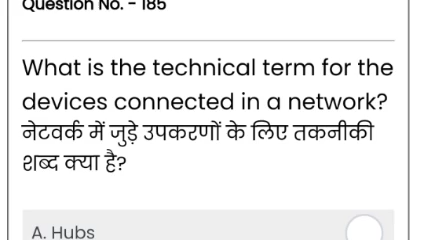 Question No. - 185
What is the technical term for the
devices connected in a network?
नेटवर्क में जुड़े उपकरणों के लिए तकनीकी
शब्द क्या है?
A. Hubs